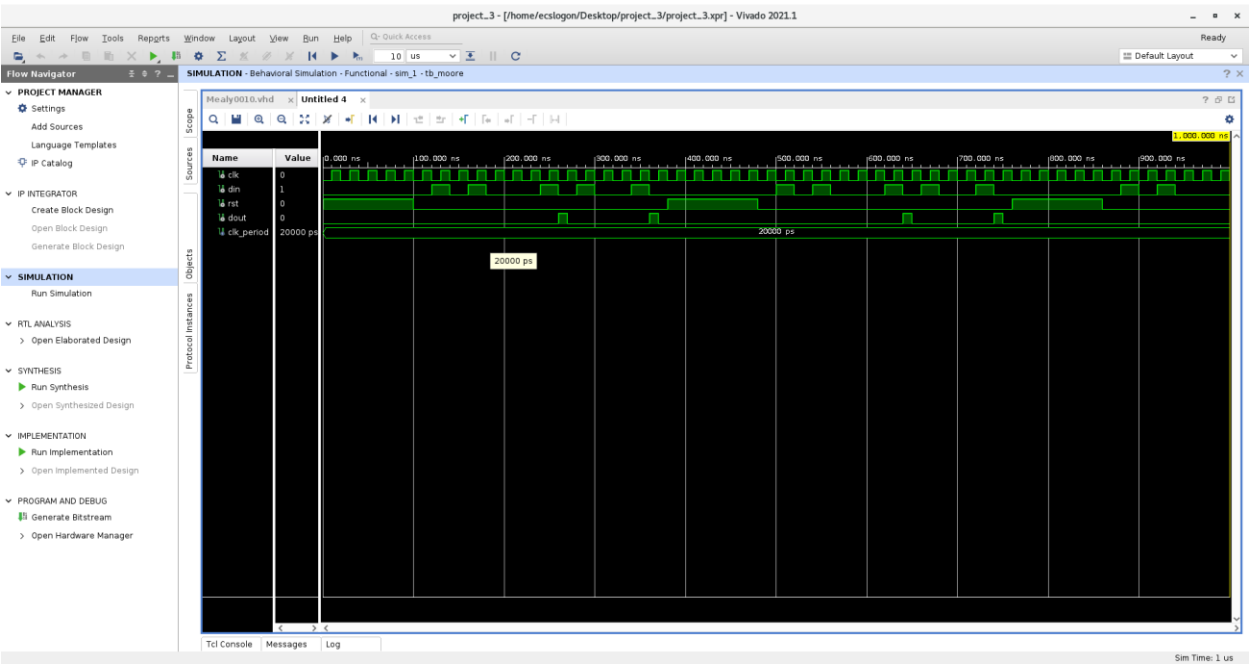 project_3 - [/home/ecslogon/Desktop/project_3/project_3.xpr] - Vivado 2021.1
File Edit Flow Tools Reports Window Layout View Run Help Q- Quick Access Ready
10 us Default Layout
Flow Navigator
SIMULATION - Behavioral Simulation - Functional - sim_1 - tb_moore
PROJECT MANAGER
Settings
Add Sources
Language Templates
IP Catalog
IP INTEGRATOR
Create Block Design
Open Block Design
Generate Block Design
SIMULATION
Run Simulation
RTL ANALYSIS
Open Elaborated Design
SYNTHESIS
Run Synthesis
Open Synthesized Design
IMPLEMENTATION
Run Implementation
Open Implemented Design
PROGRAM AND DEBUG
Generate Bitstream
Open Hardware Manager
Scope
Sources
Objects
Protocol Instances
Mealy0010.vhd Untitled 4
1,000.000 ns
Name Value 0.000 ns 100.000 ns 200.000 ns 300.000 ns 400.000 ns 500.000 ns 600.000 ns 700.000 ns 800.000 ns 900.000 ns
clk 0
din 1
rst 0
dout 0
clk_period 20000 ps 20000 ps
20000 ps
Tcl Console Messages Log
Sim Time: 1 us